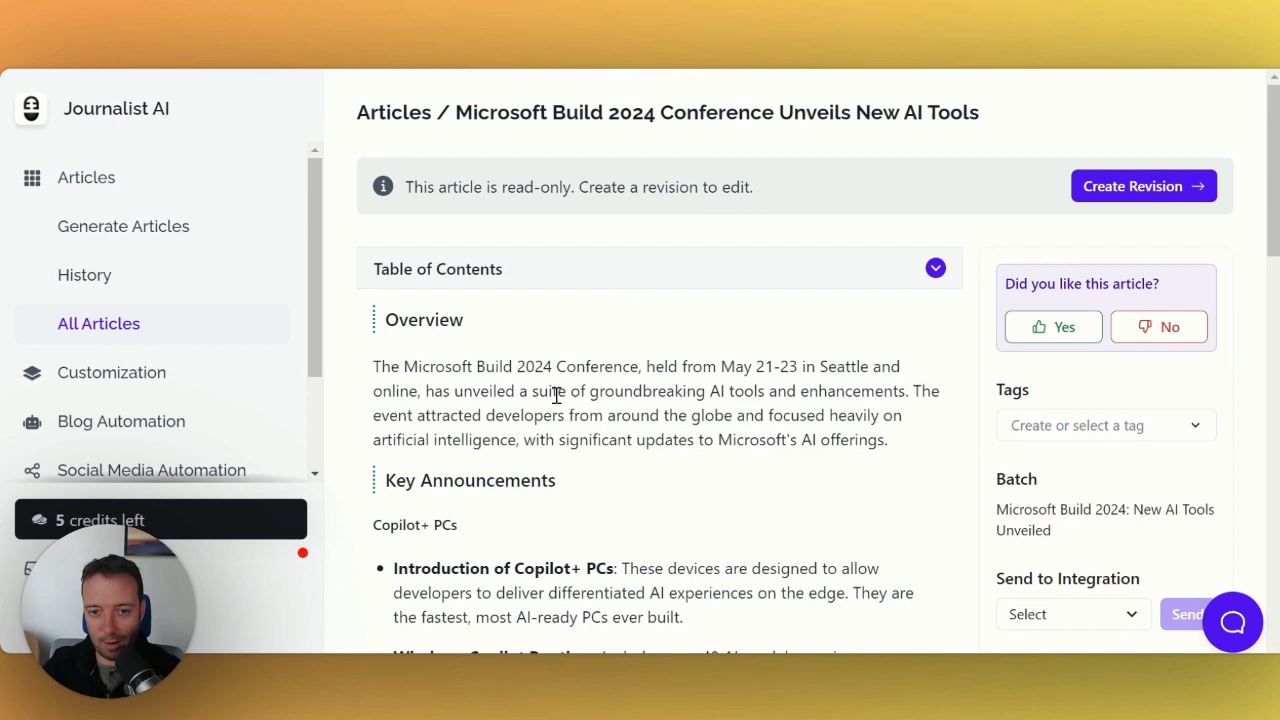 Journalist AI
Articles
Generate Articles
History
All Articles
Customization
Blog Automation
Social Media Automation
5 credits left
Articles / Microsoft Build 2024 Conference Unveils New AI Tools
This article is read-only. Create a revision to edit.
Create Revision →
Table of Contents
Overview
The Microsoft Build 2024 Conference, held from May 21-23 in Seattle and
online, has unveiled a suite of groundbreaking AI tools and enhancements. The
event attracted developers from around the globe and focused heavily on
artificial intelligence, with significant updates to Microsoft's AI offerings.
Key Announcements
Copilot+ PCs
• Introduction of Copilot+ PCs: These devices are designed to allow
developers to deliver differentiated AI experiences on the edge. They are
the fastest, most AI-ready PCs ever built.
Did you like this article?
Yes
No
Tags
Create or select a tag
Batch
Microsoft Build 2024: New AI Tools
Unveiled
Send to Integration
Select
Send